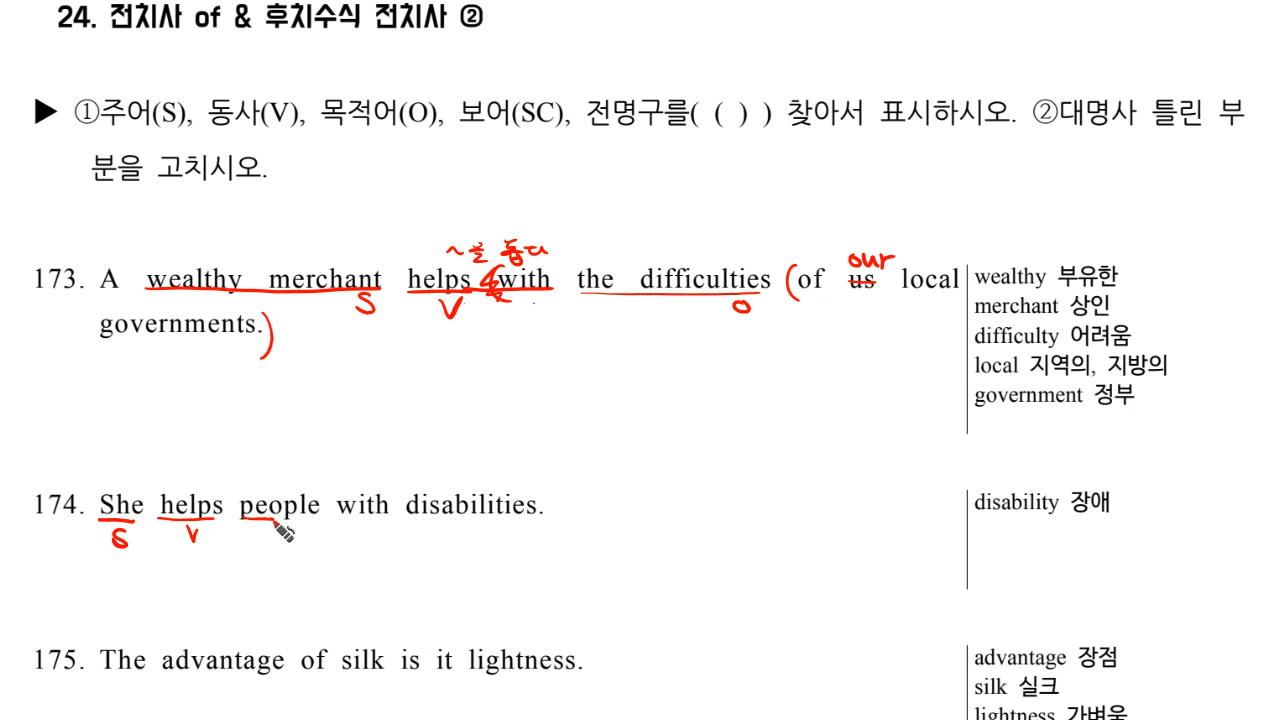 24. 전치사 of & 후치수식 전치사 ②
▶ ①주어(S), 동사(V), 목적어(O), 보어(SC), 전명구를( ( ) ) 찾아서 표시하시오. ②대명사 틀린 부
분을 고치시오.
~을 돕다 our
173. A wealthy merchant helps with the difficulties (of us local
S V O
governments.)
wealthy 부유한
merchant 상인
difficulty 어려움
local 지역의, 지방의
government 정부
174. She helps people with disabilities.
S V
disability 장애
175. The advantage of silk is it lightness.
advantage 장점
silk 실크
lightness 가벼움